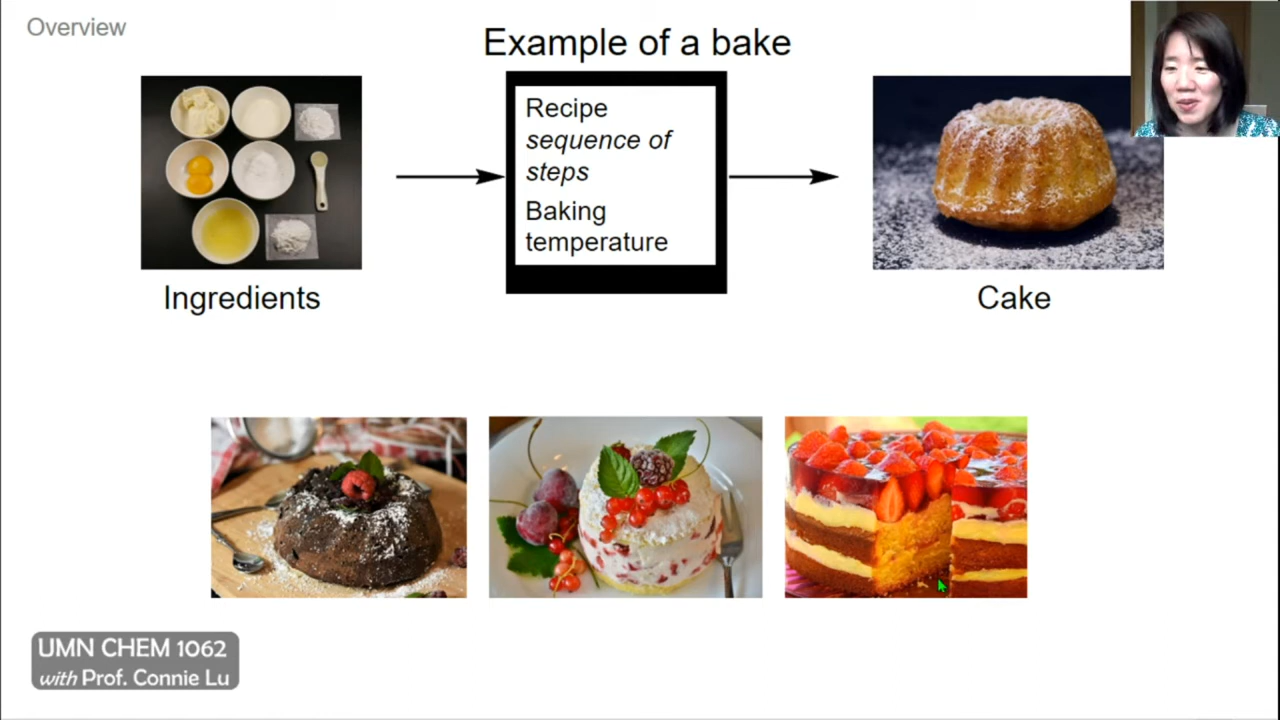 Overview
Example of a bake
Recipe
sequence of
steps
Baking
temperature
Ingredients
Cake
UMN CHEM 1062
with Prof. Connie Lu